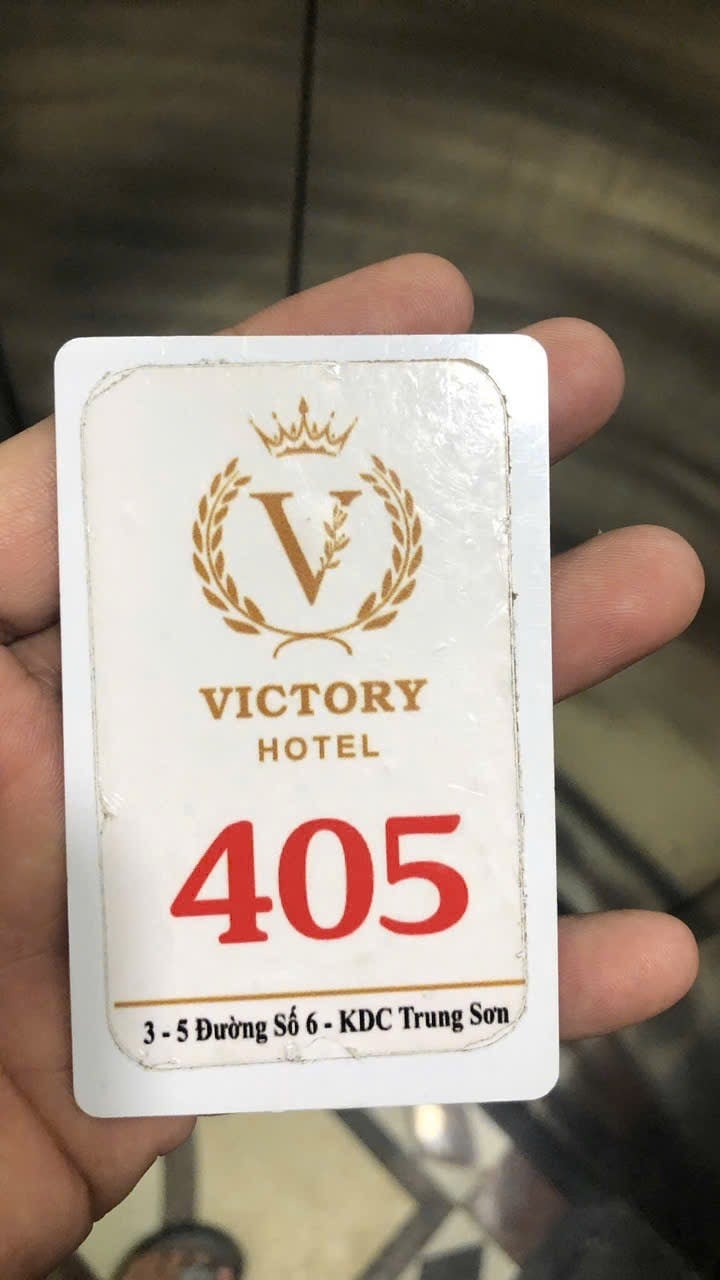 V
VICTORY
HOTEL
405
3 - 5 Đường Số 6 - KDC Trung Sơn